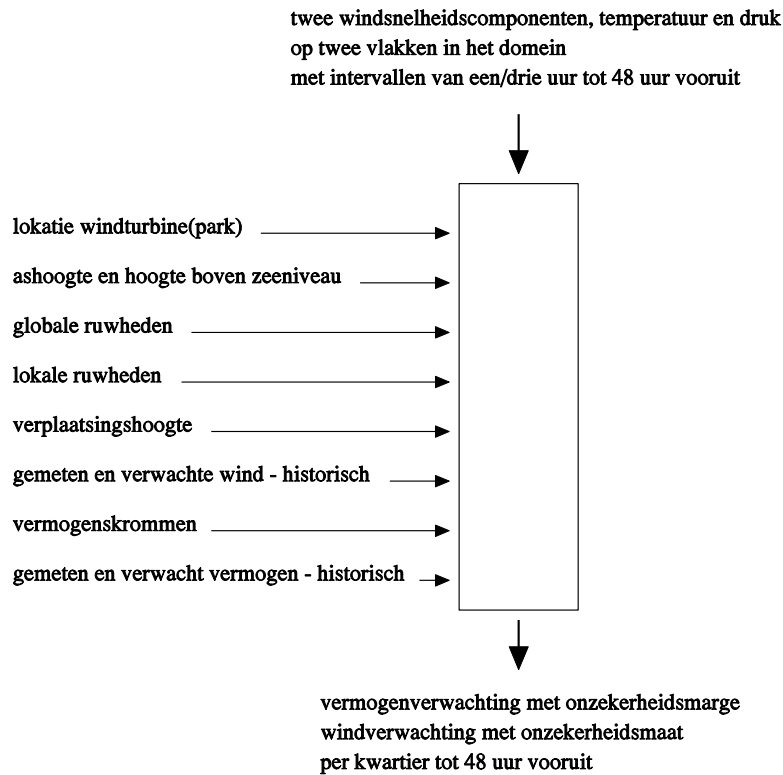 twee windsnelheidscomponenten, temperatuur en druk
op twee vlakken in het domein
met intervallen van een/drie uur tot 48 uur vooruit
lokatie windturbine(park)
ashoogte en hoogte boven zeeniveau
globale ruwheden
lokale ruwheden
verplaatsingshoogte
gemeten en verwachte wind - historisch
vermogenskrommen
gemeten en verwacht vermogen - historisch
vermogenverwachting met onzekerheidsmarge
windverwachting met onzekerheidsmaat
per kwartier tot 48 uur vooruit